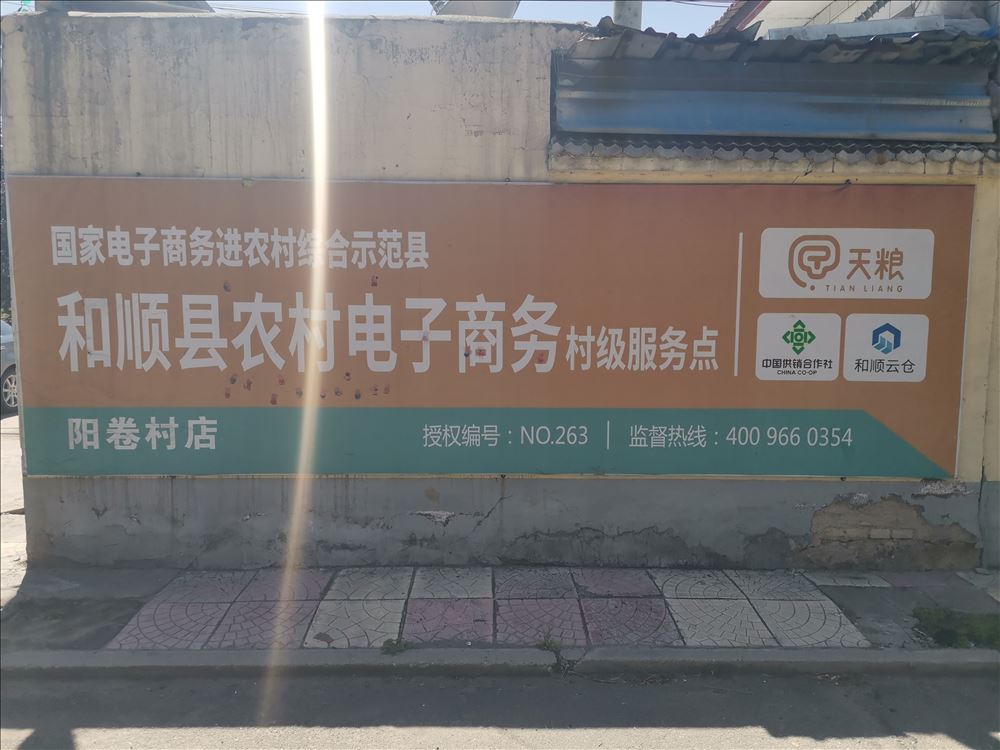 国家电子商务进农村综合示范县
和顺县农村电子商务 村级服务点
天粮
TIAN LIANG
中国供销合作社
CHINA CO-OP
和顺云仓
阳卷村店
授权编号：NO.263 | 监督热线：400 966 0354